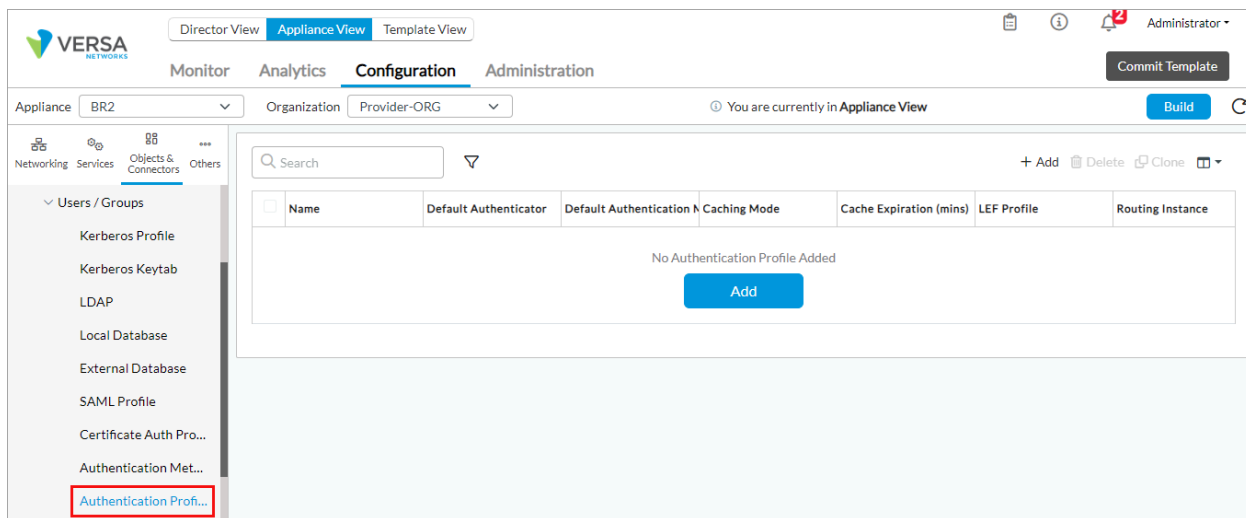 Director View Appliance View Template View
2
Administrator
VERSA
NETWORKS
Monitor Analytics Configuration Administration
Commit Template
Appliance BR2 Organization Provider-ORG You are currently in Appliance View Build
Networking Services Objects & Connectors Others
Search
+ Add Delete Clone
Name Default Authenticator Default Authentication N Caching Mode Cache Expiration (mins) LEF Profile Routing Instance
No Authentication Profile Added
Add
Users / Groups
Kerberos Profile
Kerberos Keytab
LDAP
Local Database
External Database
SAML Profile
Certificate Auth Pro...
Authentication Met...
Authentication Profi...